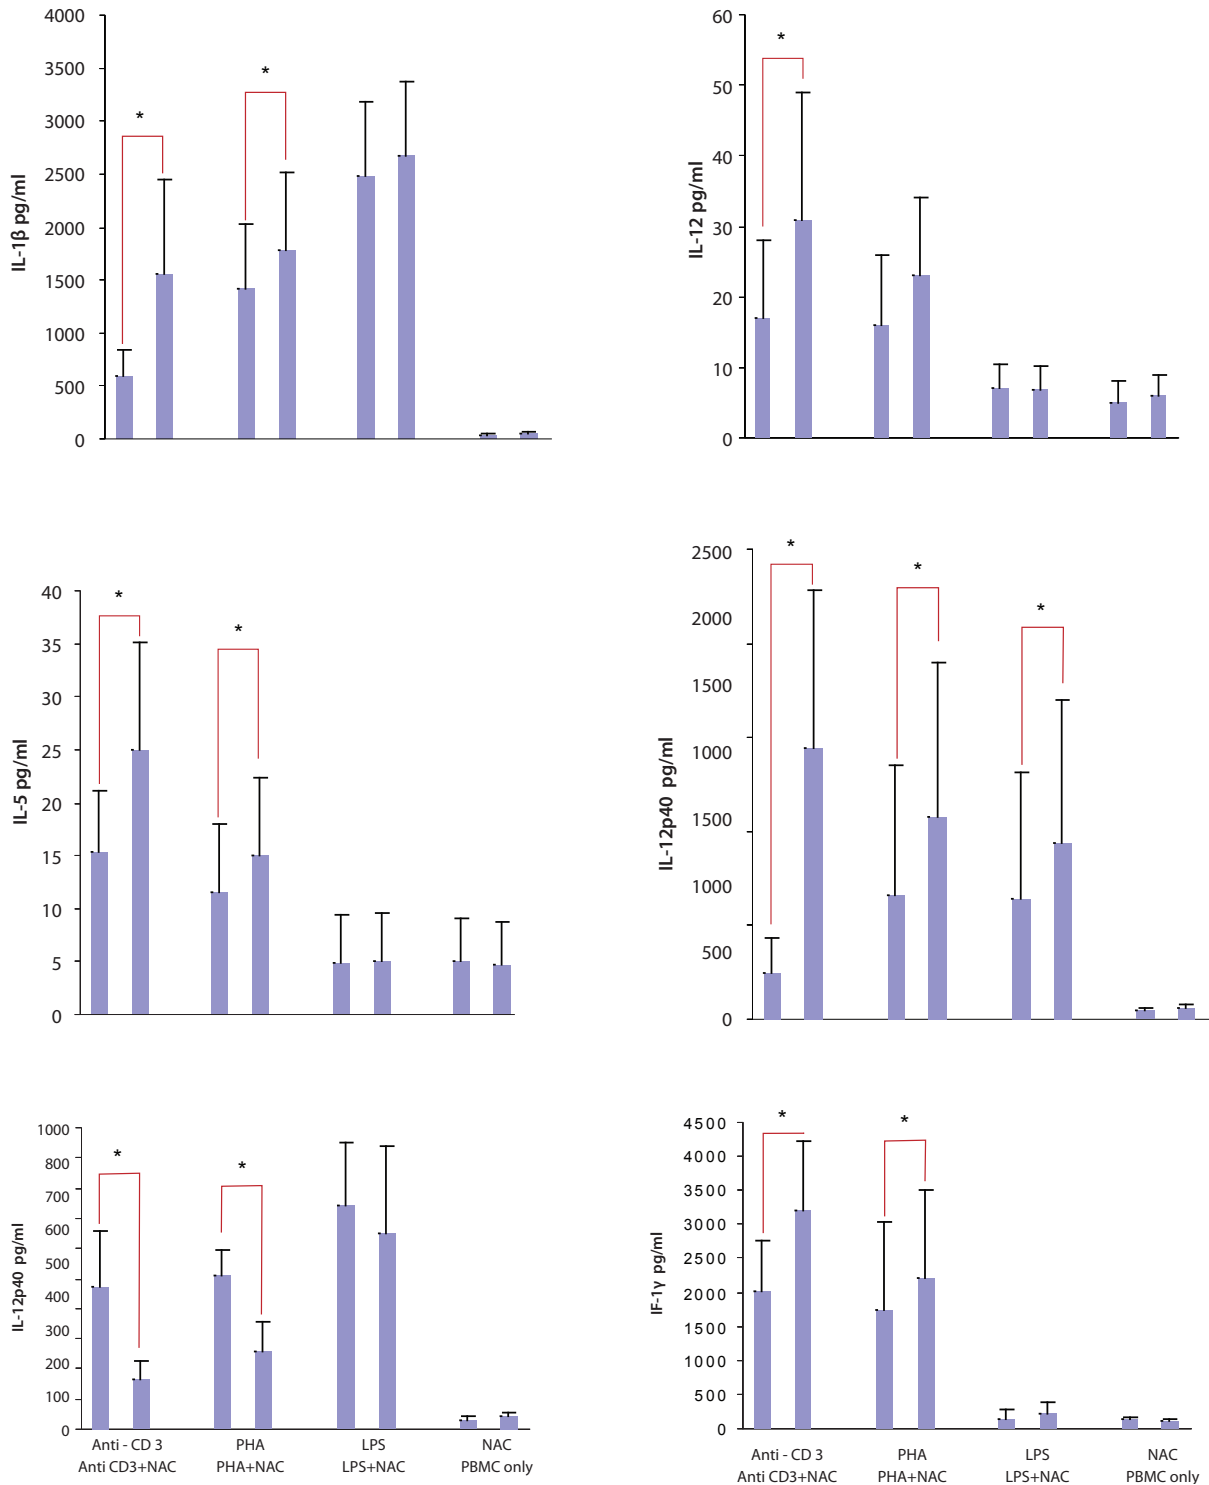 4000
3500
3000
2500
2000
1500
1000
500
0
IL-1β pg/ml
*
*
60
50
40
30
20
10
0
IL-12 pg/ml
*
40
35
30
25
20
15
10
5
0
IL-5 pg/ml
*
*
2500
2000
1500
1000
1500
1000
500
0
IL-12p40 pg/ml
*
*
*
1000
800
700
600
500
400
300
200
100
0
IL-12p40 pg/ml
*
*
Anti - CD 3
PHA
LPS
NAC
Anti CD3+NAC
PHA+NAC
LPS+NAC
PBMC only
4500
4000
3500
3000
2500
2000
1500
1000
500
0
IF-1γ pg/ml
*
*
Anti - CD 3
PHA
LPS
NAC
Anti CD3+NAC
PHA+NAC
LPS+NAC
PBMC only